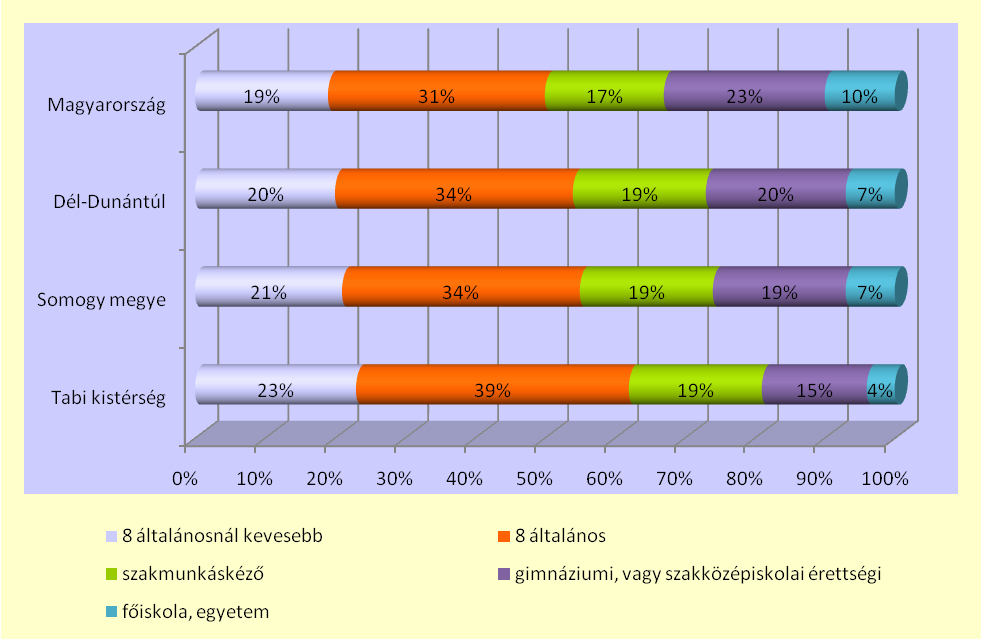 Magyarország 19% 31% 17% 23% 10%
Dél-Dunántúl 20% 34% 19% 20% 7%
Somogy megye 21% 34% 19% 19% 7%
Tabi kistérség 23% 39% 19% 15% 4%
0% 10% 20% 30% 40% 50% 60% 70% 80% 90% 100%
8 általánosnál kevesebb 8 általános
szakmunkáskéző gimnáziumi, vagy szakközépiskolai érettségi
főiskola, egyetem